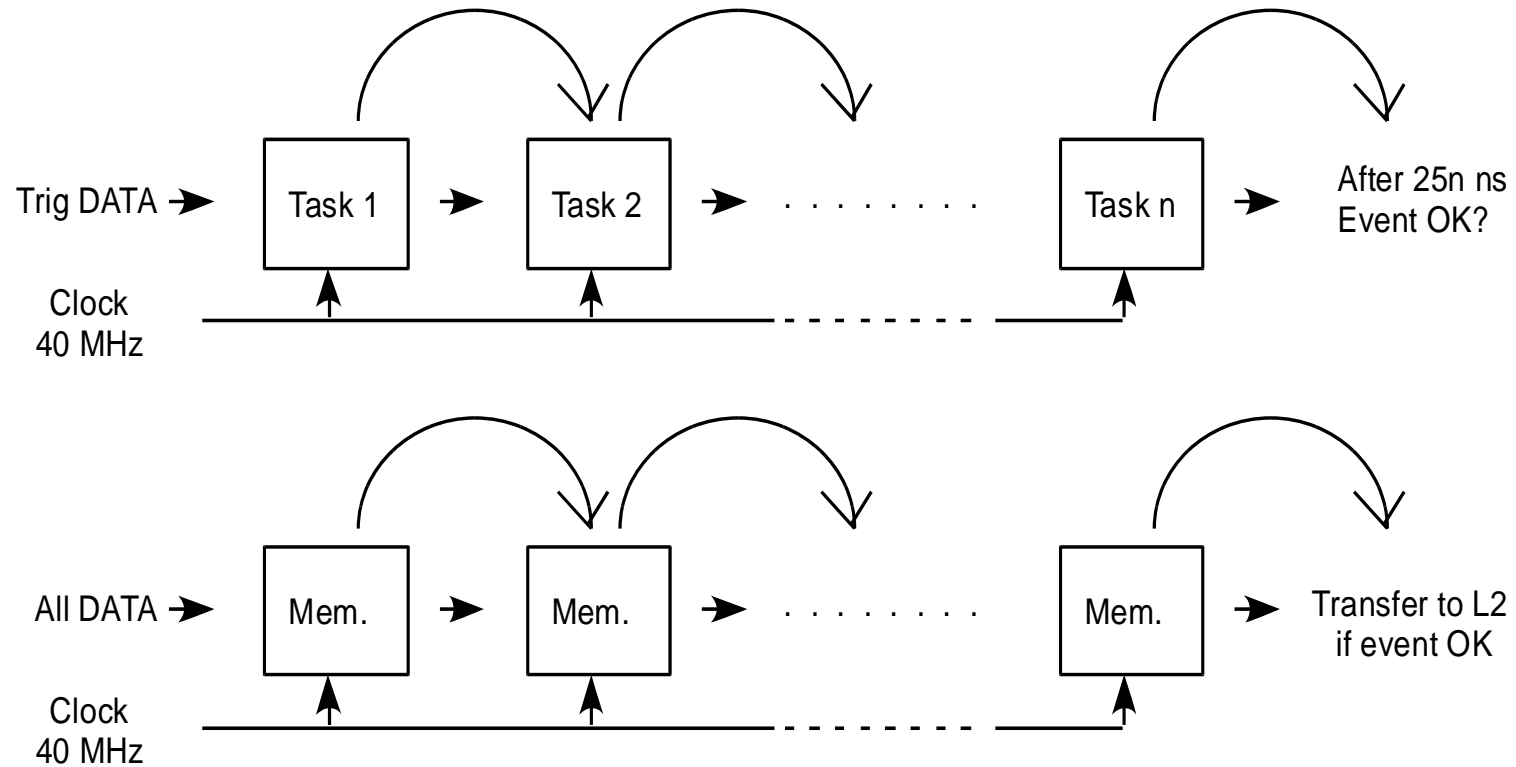 Trig DATA
Task 1
Task 2
. . . . . . . .
Task n
After 25n ns
Event OK?
Clock
40 MHz
All DATA
Mem.
Mem.
. . . . . . . .
Mem.
Transfer to L2
if event OK
Clock
40 MHz